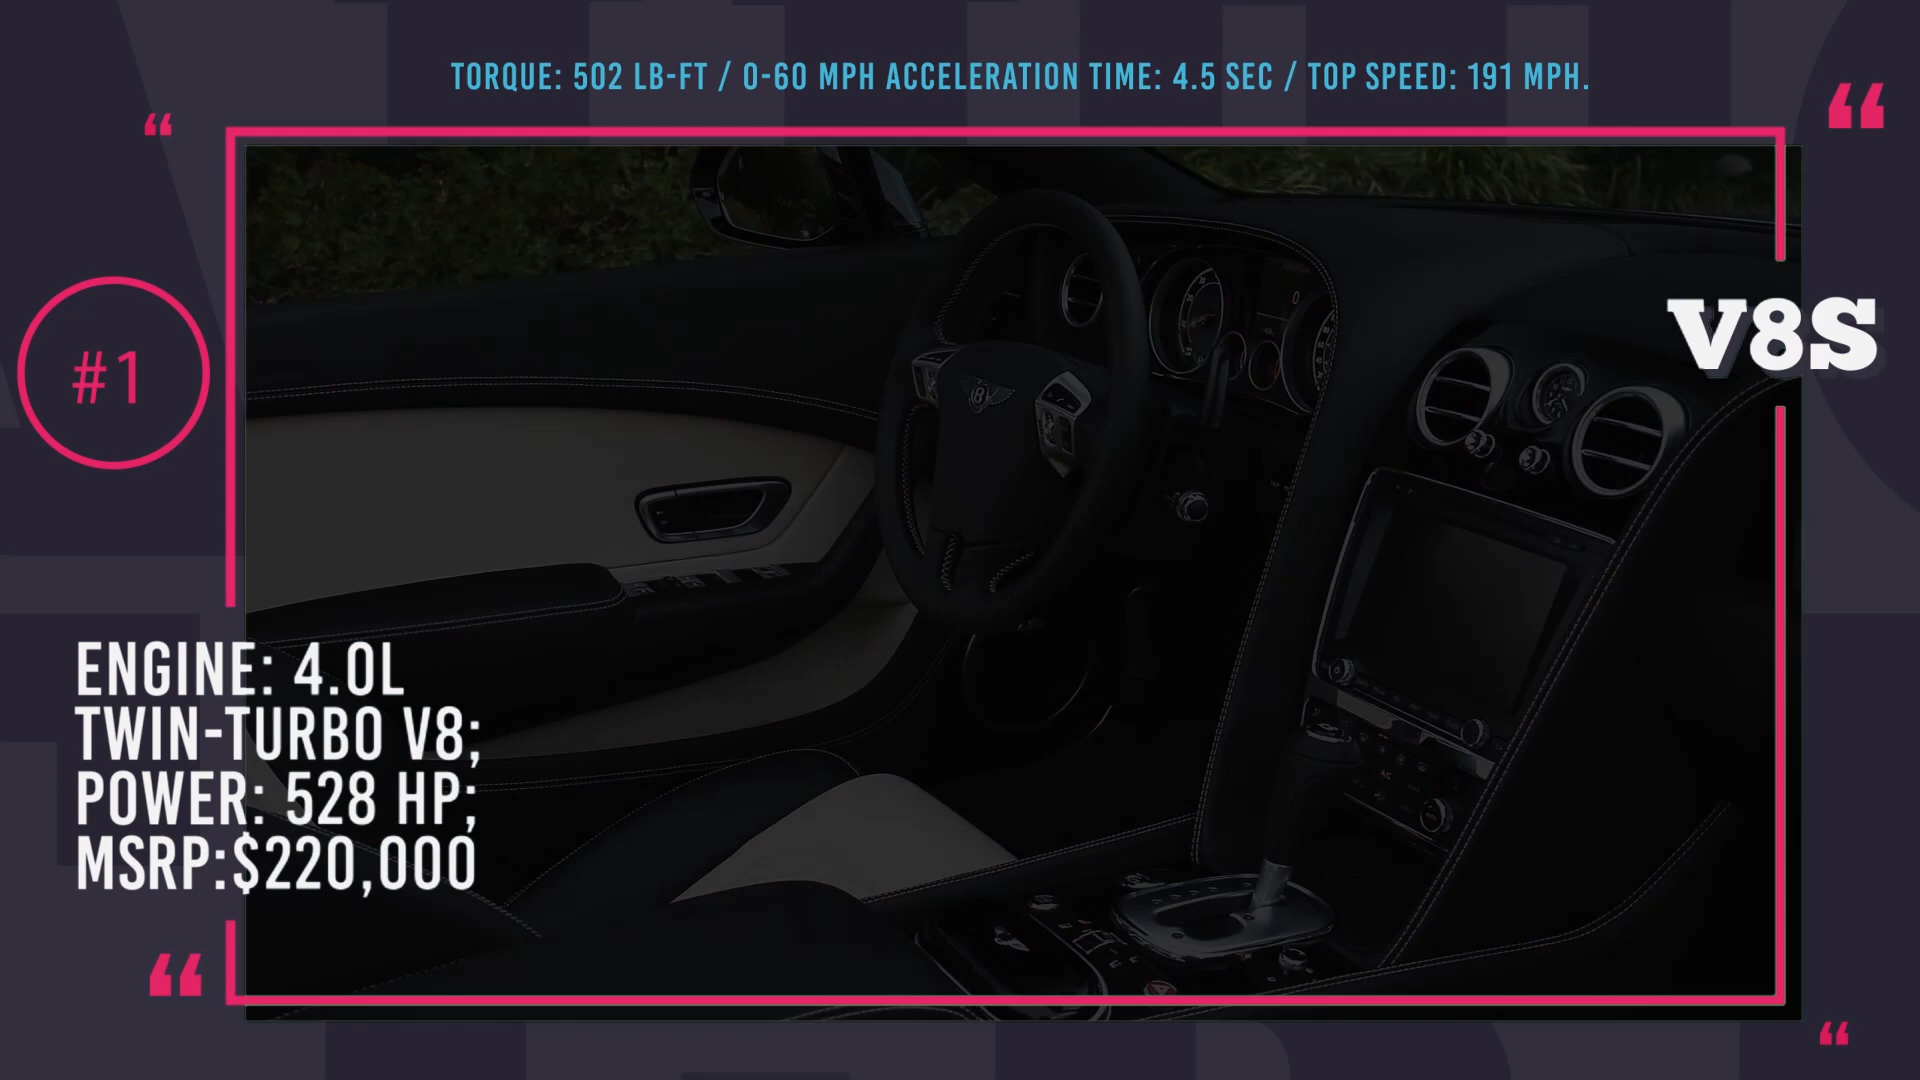 TORQUE: 502 LB-FT / 0-60 MPH ACCELERATION TIME: 4.5 SEC / TOP SPEED: 191 MPH.
#1
V8S
ENGINE: 4.0L
TWIN-TURBO V8;
POWER: 528 HP;
MSRP:$220,000